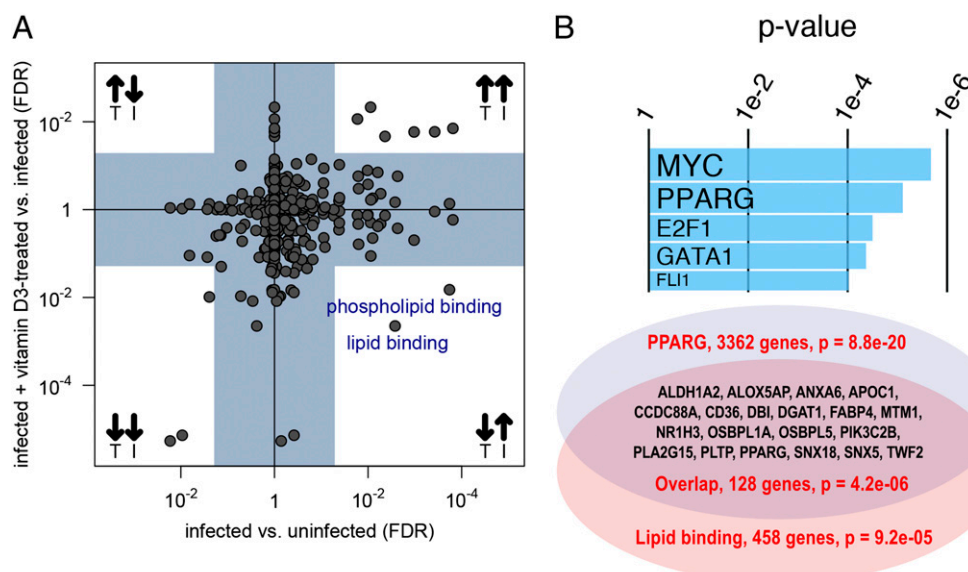 A
infected + vitamin D3-treated vs. infected (FDR)
10-2
1
10-2
10-4
T I
T I
T I
T I
phospholipid binding
lipid binding
10-2
1
10-2
10-4
infected vs. uninfected (FDR)
B
p-value
1
1e-2
1e-4
1e-6
MYC
PPARG
E2F1
GATA1
FLI1
PPARG, 3362 genes, p = 8.8e-20
ALDH1A2, ALOX5AP, ANXA6, APOC1,
CCDC88A, CD36, DBI, DGAT1, FABP4, MTM1,
NR1H3, OSBPL1A, OSBPL5, PIK3C2B,
PLA2G15, PLTP, PPARG, SNX18, SNX5, TWF2
Overlap, 128 genes, p = 4.2e-06
Lipid binding, 458 genes, p = 9.2e-05